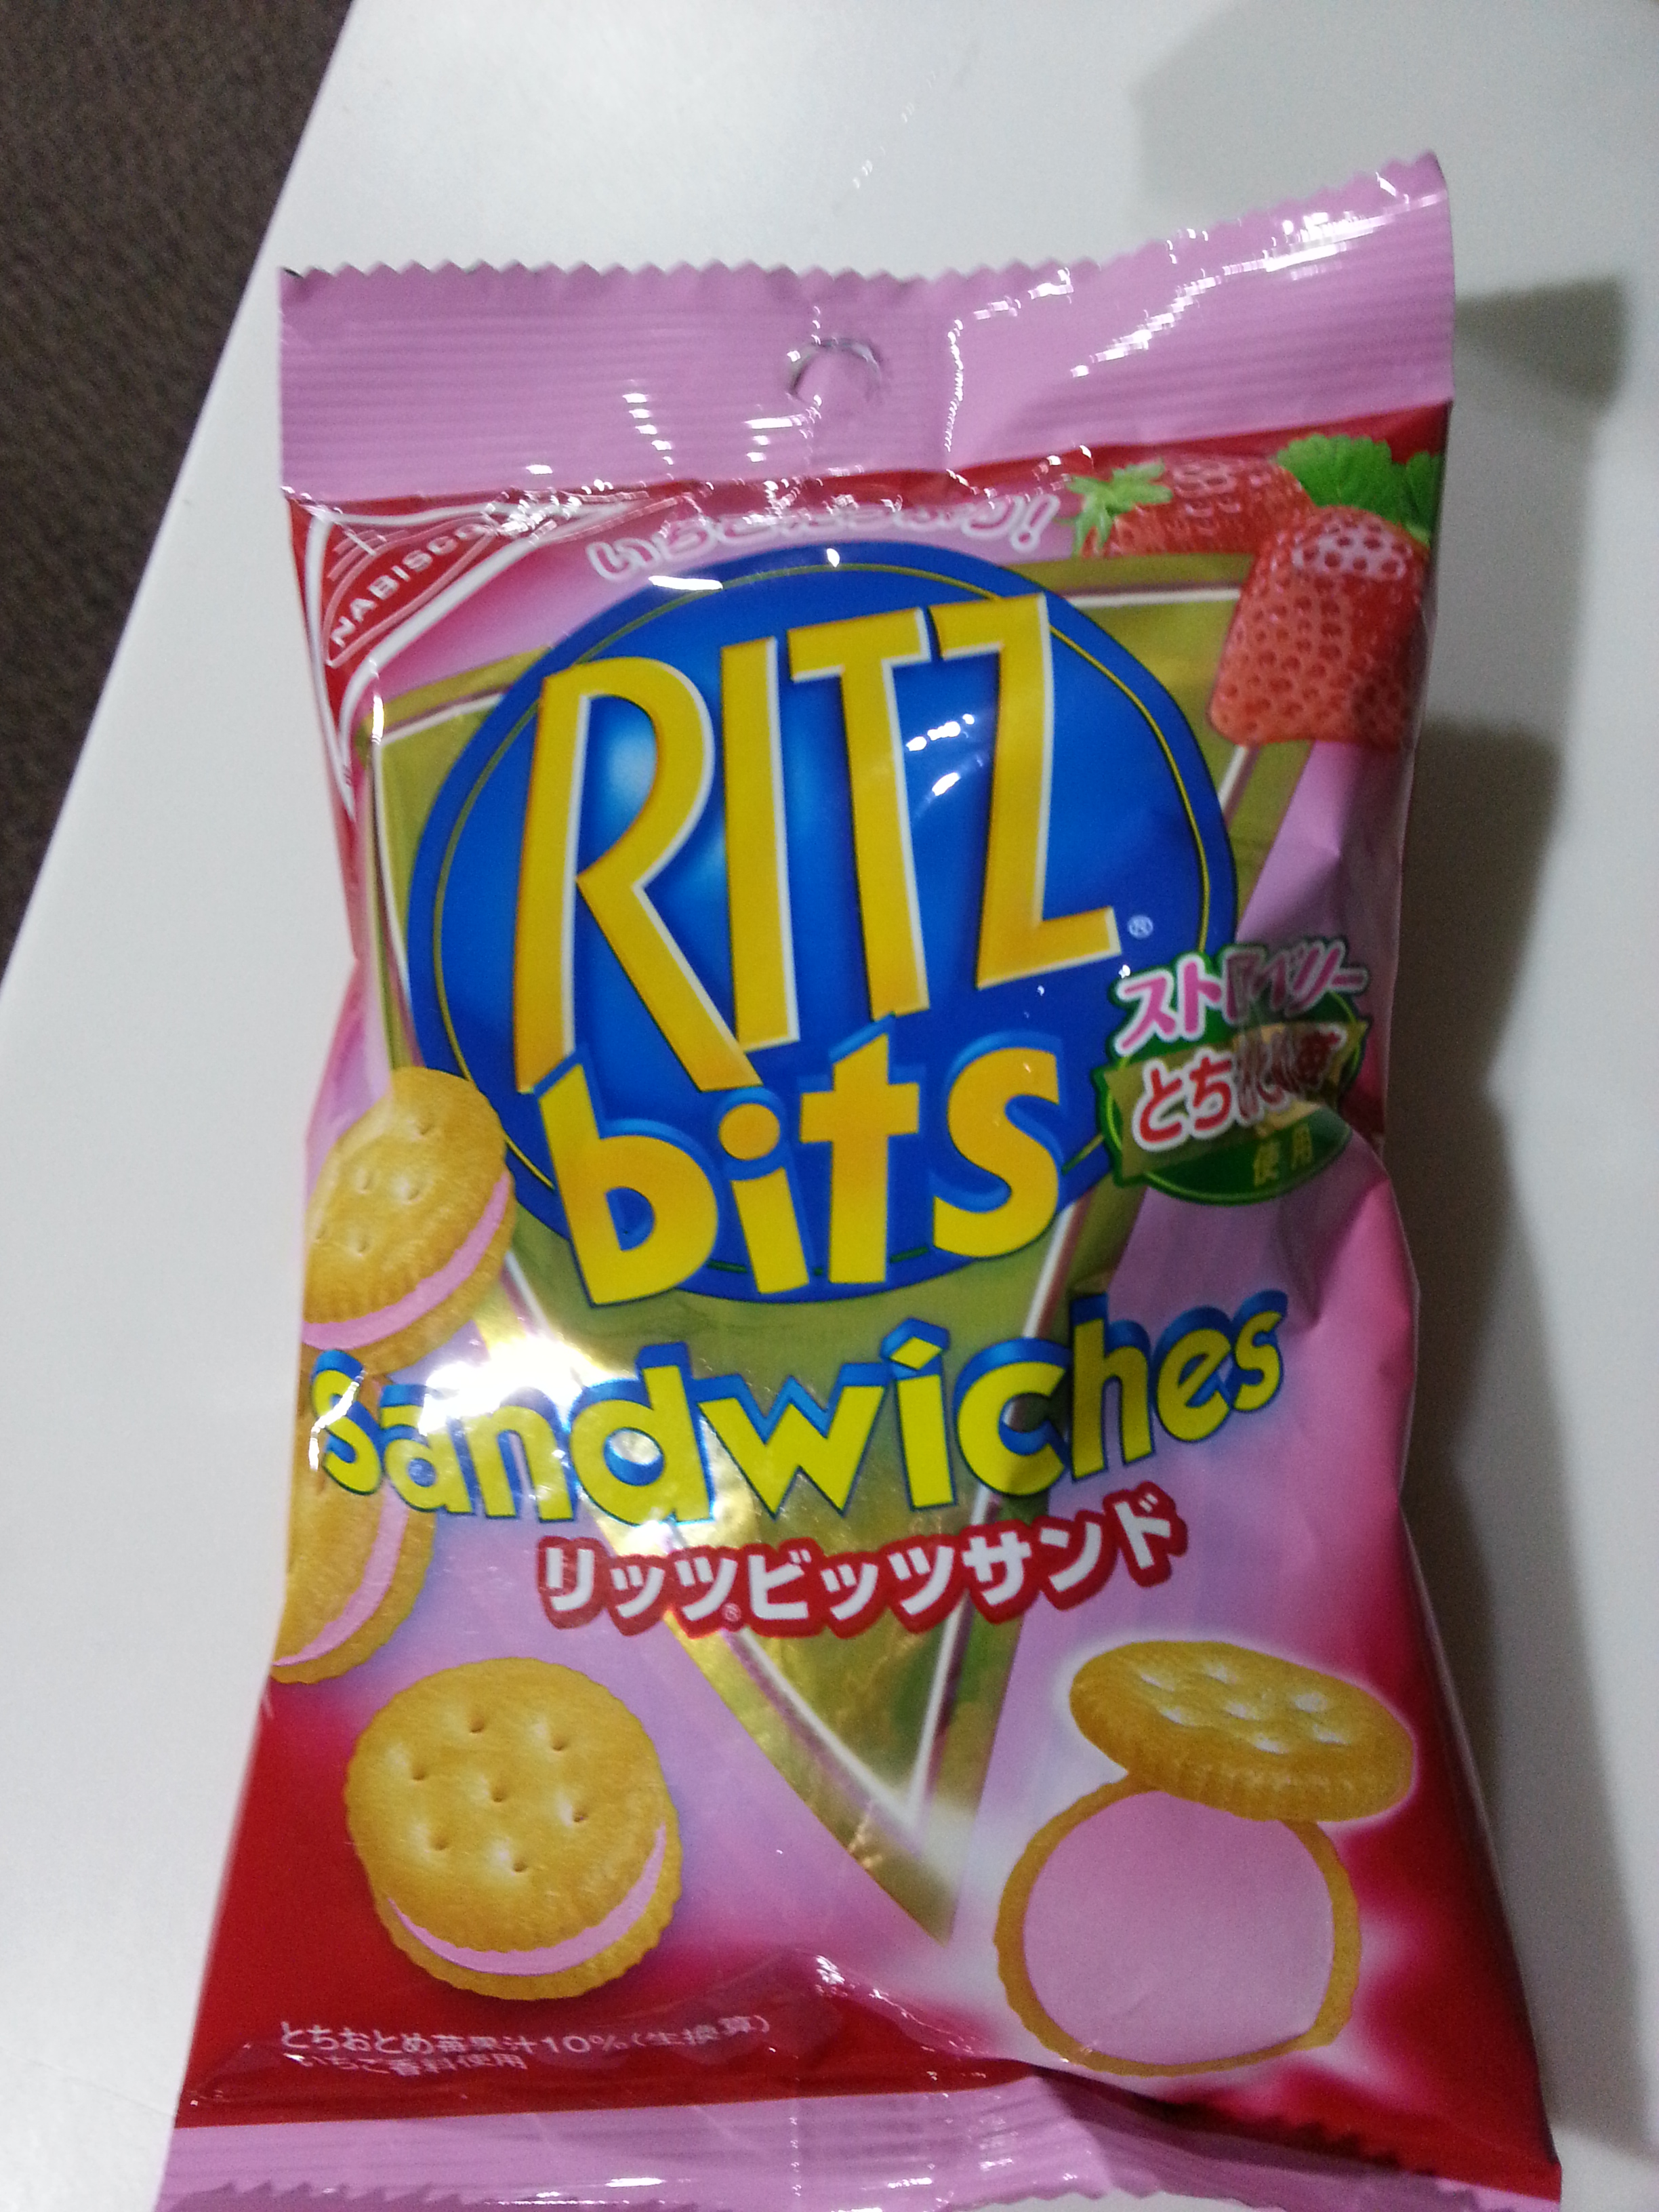 NABISCO
RITZ®
bits
ストロベリー
使用
Sandwiches
リッツ®ビッツサンド
とちおとめ苺果汁10%(生換算)
いちご香料使用